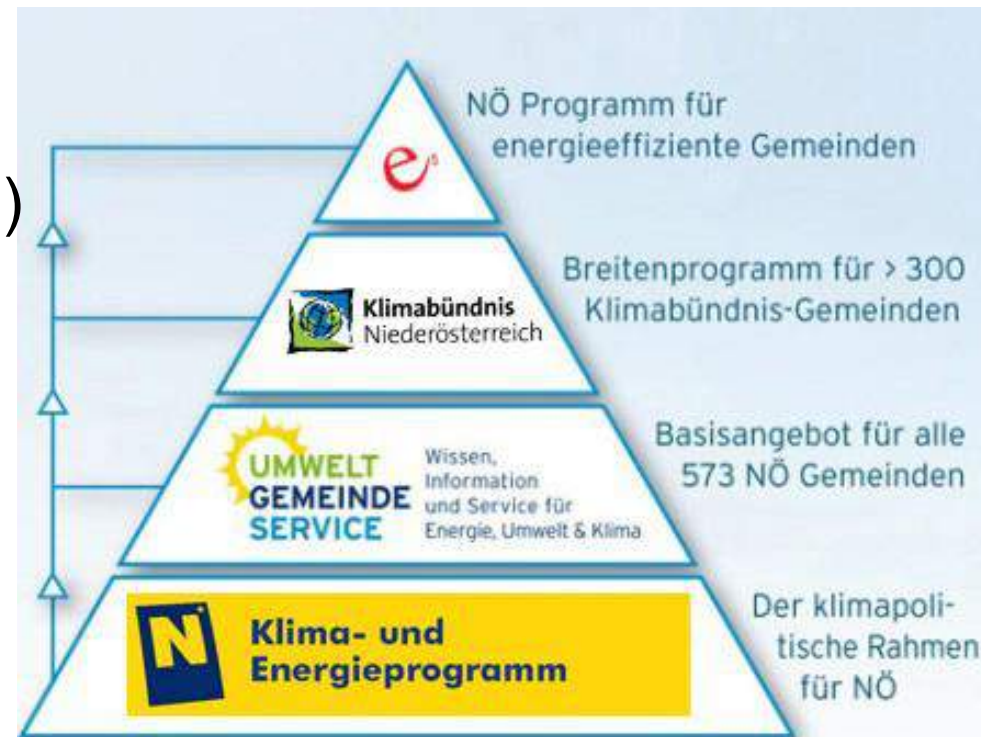 )
NÖ Programm für
energieeffiziente Gemeinden
e5
Breitenprogramm für > 300
Klimabündnis-Gemeinden
Klimabündnis
Niederösterreich
Basisangebot für alle
573 NÖ Gemeinden
UMWELT
GEMEINDE
SERVICE
Wissen,
Information
und Service für
Energie, Umwelt & Klima
Der klimapoli-
tische Rahmen
für NÖ
N
Klima- und
Energieprogramm